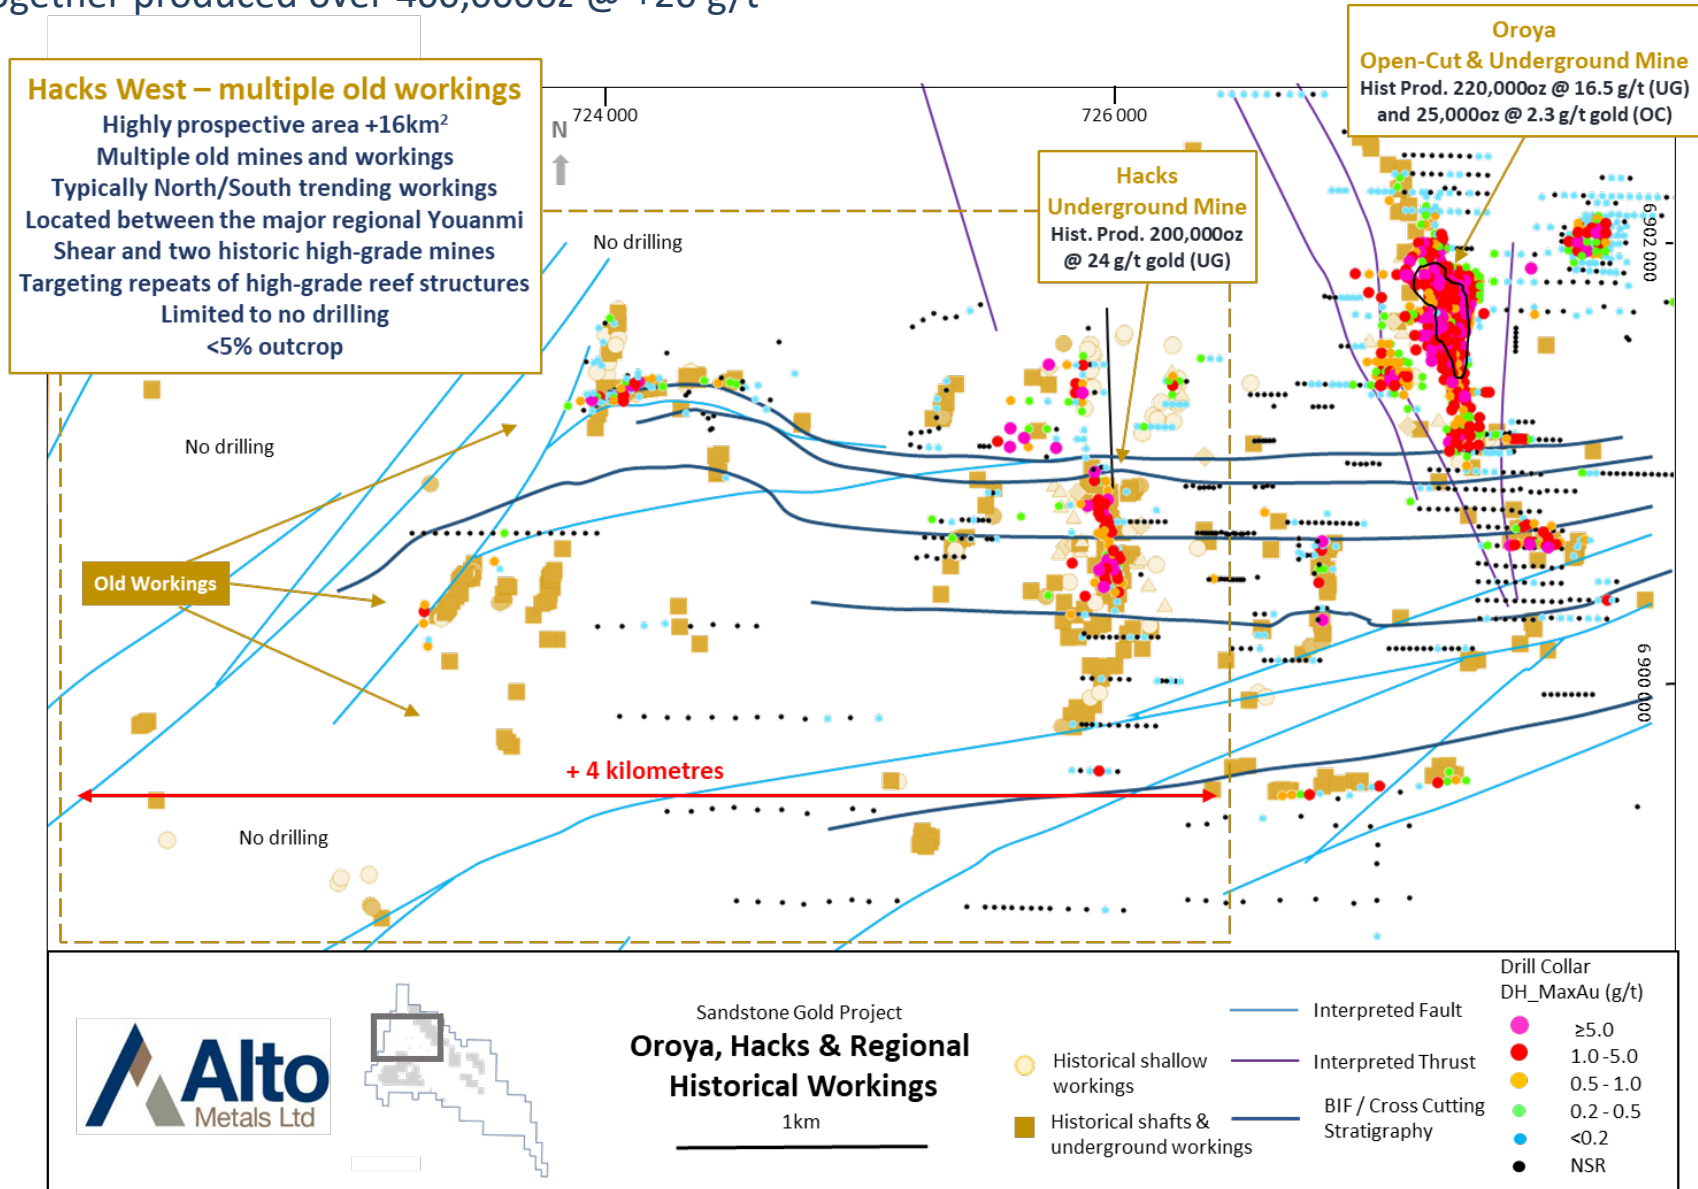 ogether produced over 400,000oz @ +20 g/t
Hacks West – multiple old workings
Highly prospective area +16km²
Multiple old mines and workings
Typically North/South trending workings
Located between the major regional Youanmi
Shear and two historic high-grade mines
Targeting repeats of high-grade reef structures
Limited to no drilling
<5% outcrop
Oroya
Open-Cut & Underground Mine
Hist Prod. 220,000oz @ 16.5 g/t (UG)
and 25,000oz @ 2.3 g/t gold (OC)
724 000
726 000
N
Hacks
Underground Mine
Hist. Prod. 200,000oz
@ 24 g/t gold (UG)
6 902 000
No drilling
No drilling
Old Workings
6 900 000
+ 4 kilometres
No drilling
Alto
Metals Ltd
Sandstone Gold Project
Oroya, Hacks & Regional
Historical Workings
1km
Historical shallow
workings
Historical shafts &
underground workings
Interpreted Fault
Interpreted Thrust
BIF / Cross Cutting
Stratigraphy
Drill Collar
DH_MaxAu (g/t)
≥5.0
1.0 -5.0
0.5 - 1.0
0.2 - 0.5
<0.2
NSR